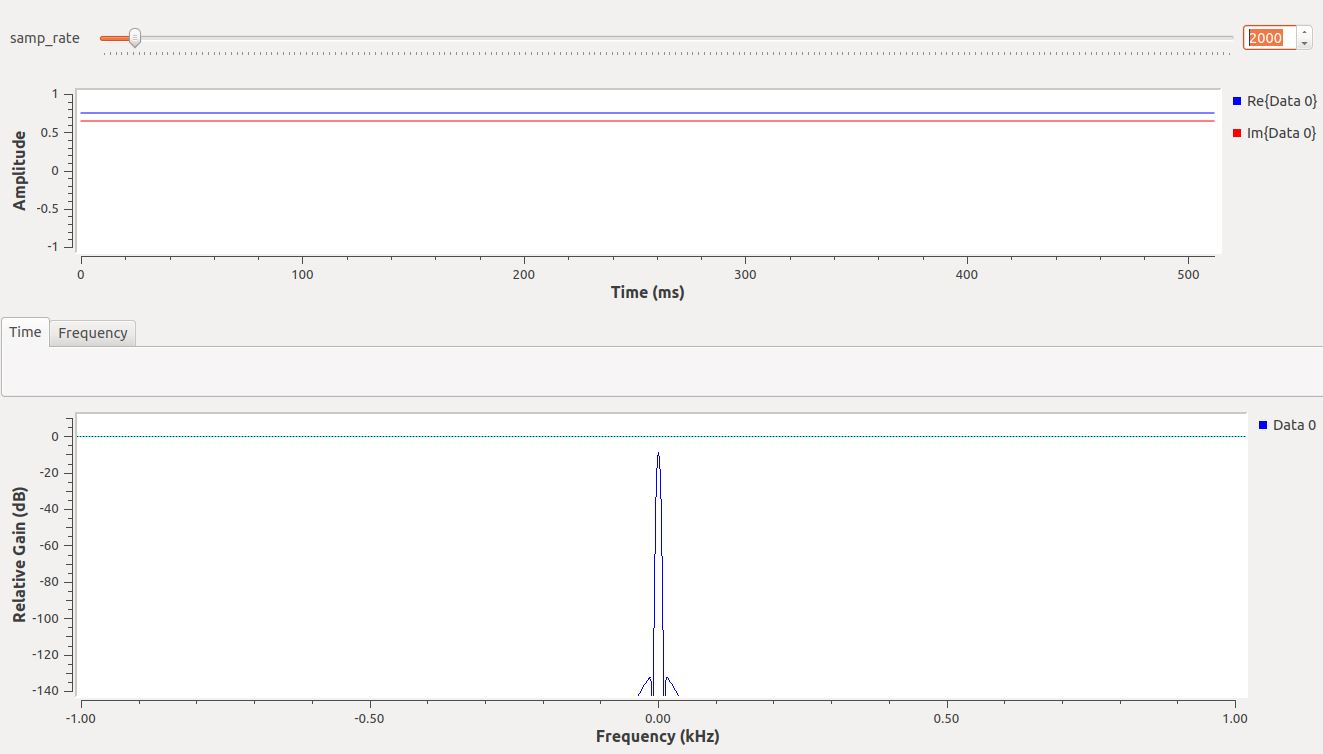 samp_rate 2000
1
0.5
0
-0.5
-1
Amplitude
Re{Data 0}
Im{Data 0}
0 100 200 300 400 500
Time (ms)
Time Frequency
0
-20
-40
-60
-80
-100
-120
-140
Relative Gain (dB)
Data 0
-1.00 -0.50 0.00 0.50 1.00
Frequency (kHz)